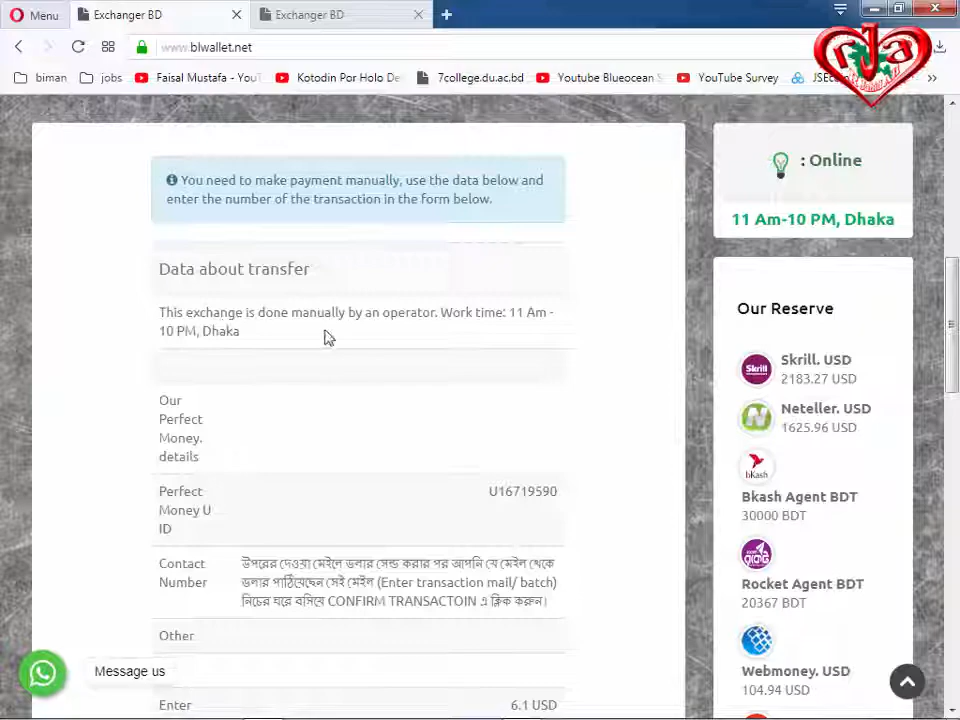 Menu
Exchanger BD
Exchanger BD
www.blwallet.net
biman
jobs
Faisal Mustafa - YouT
Kotodin Por Holo De
7college.du.ac.bd
Youtube Blueocean S
YouTube Survey
You need to make payment manually, use the data below and
enter the number of the transaction in the form below.
Data about transfer
This exchange is done manually by an operator. Work time: 11 Am -
10 PM, Dhaka
Our
Perfect
Money.
details
Perfect
Money U
ID
U16719590
Contact
Number
উপরের দেওয়া মেইলে ডলার সেন্ড করার পর আপনি যে মেইল থেকে
ডলার পাঠিয়েছেন সেই মেইল (Enter transaction mail/ batch)
নিচের ঘরে বসিয়ে CONFIRM TRANSACTOIN এ ক্লিক করুন।
Other
Enter
6.1 USD
Message us
: Online
11 Am-10 PM, Dhaka
Our Reserve
Skrill
Skrill. USD
2183.27 USD
Neteller. USD
1625.96 USD
bKash
Bkash Agent BDT
30000 BDT
Rocket Agent BDT
20367 BDT
Webmoney. USD
104.94 USD